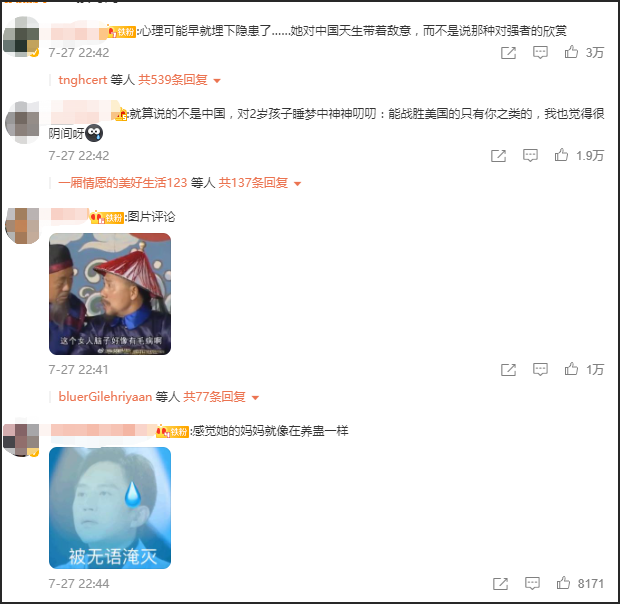 铁粉:心理可能早就埋下隐患了......她对中国天生带着敌意，而不是说那种对强者的欣赏
7-27 22:42 3万
tnghcert 等人 共539条回复
:就算说的不是中国，对2岁孩子睡梦中神神叨叨：能战胜美国的只有你之类的，我也觉得很
阴间呀
7-27 22:42 1.9万
一厢情愿的美好生活123 等人 共137条回复
铁粉:图片评论
这个女人脑子好像有毛病啊
7-27 22:41 1万
bluerGilehriyaan 等人 共77条回复
铁粉:感觉她的妈妈就像在养蛊一样
被无语淹灭
7-27 22:44 8171